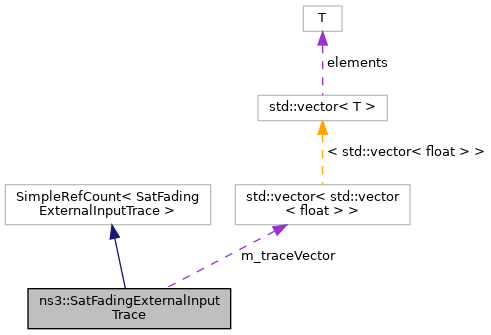 T
elements
std::vector< T >
< std::vector< float > >
SimpleRefCount< SatFading
ExternalInputTrace >
std::vector< std::vector
< float > >
m_traceVector
ns3::SatFadingExternalInput
Trace